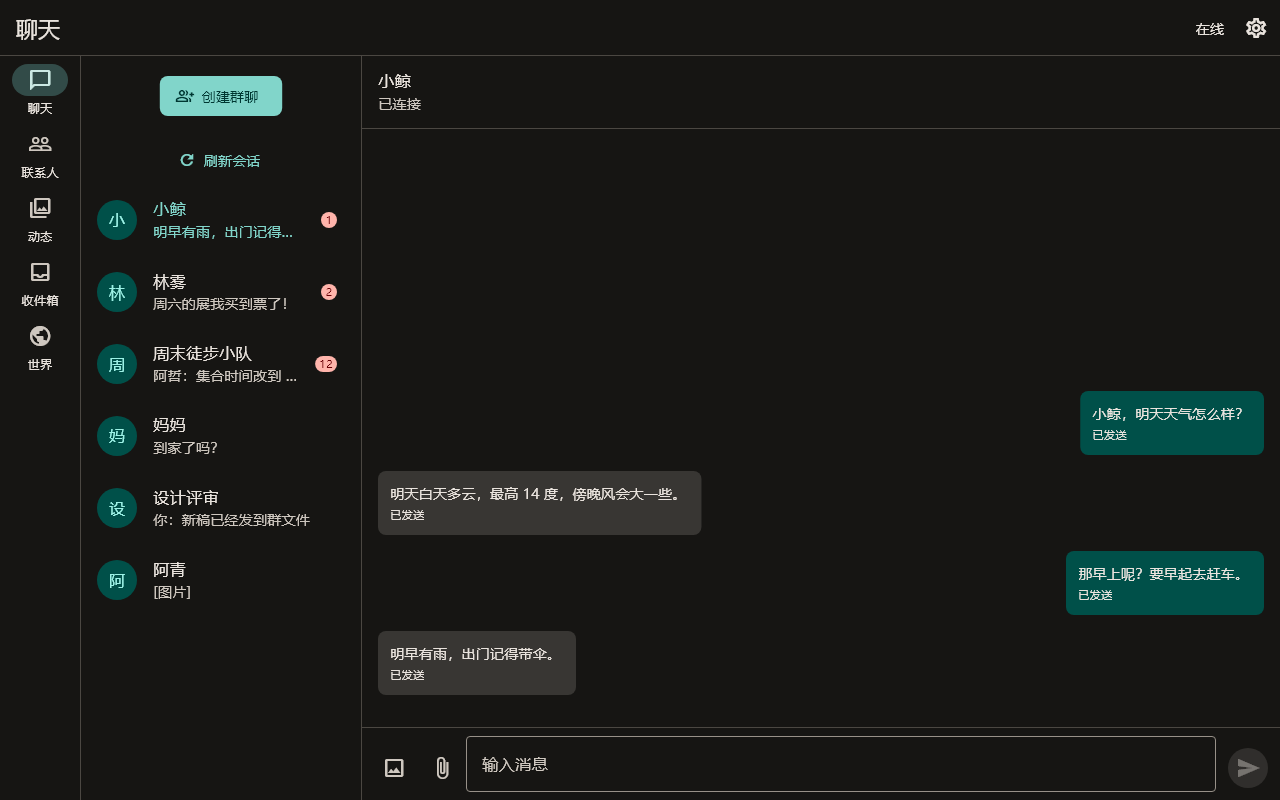 聊天
在线
聊天
联系人
动态
收件箱
世界
创建群聊
刷新会话
小
小鲸
明早有雨，出门记得...
1
林
林雾
周六的展我买到票了！
2
周
周末徒步小队
阿哲：集合时间改到 ...
12
妈
妈妈
到家了吗？
设
设计评审
你：新稿已经发到群文件
阿
阿青
[图片]
小鲸
已连接
小鲸，明天天气怎么样？
已发送
明天白天多云，最高 14 度，傍晚风会大一些。
已发送
那早上呢？要早起去赶车。
已发送
明早有雨，出门记得带伞。
已发送
输入消息